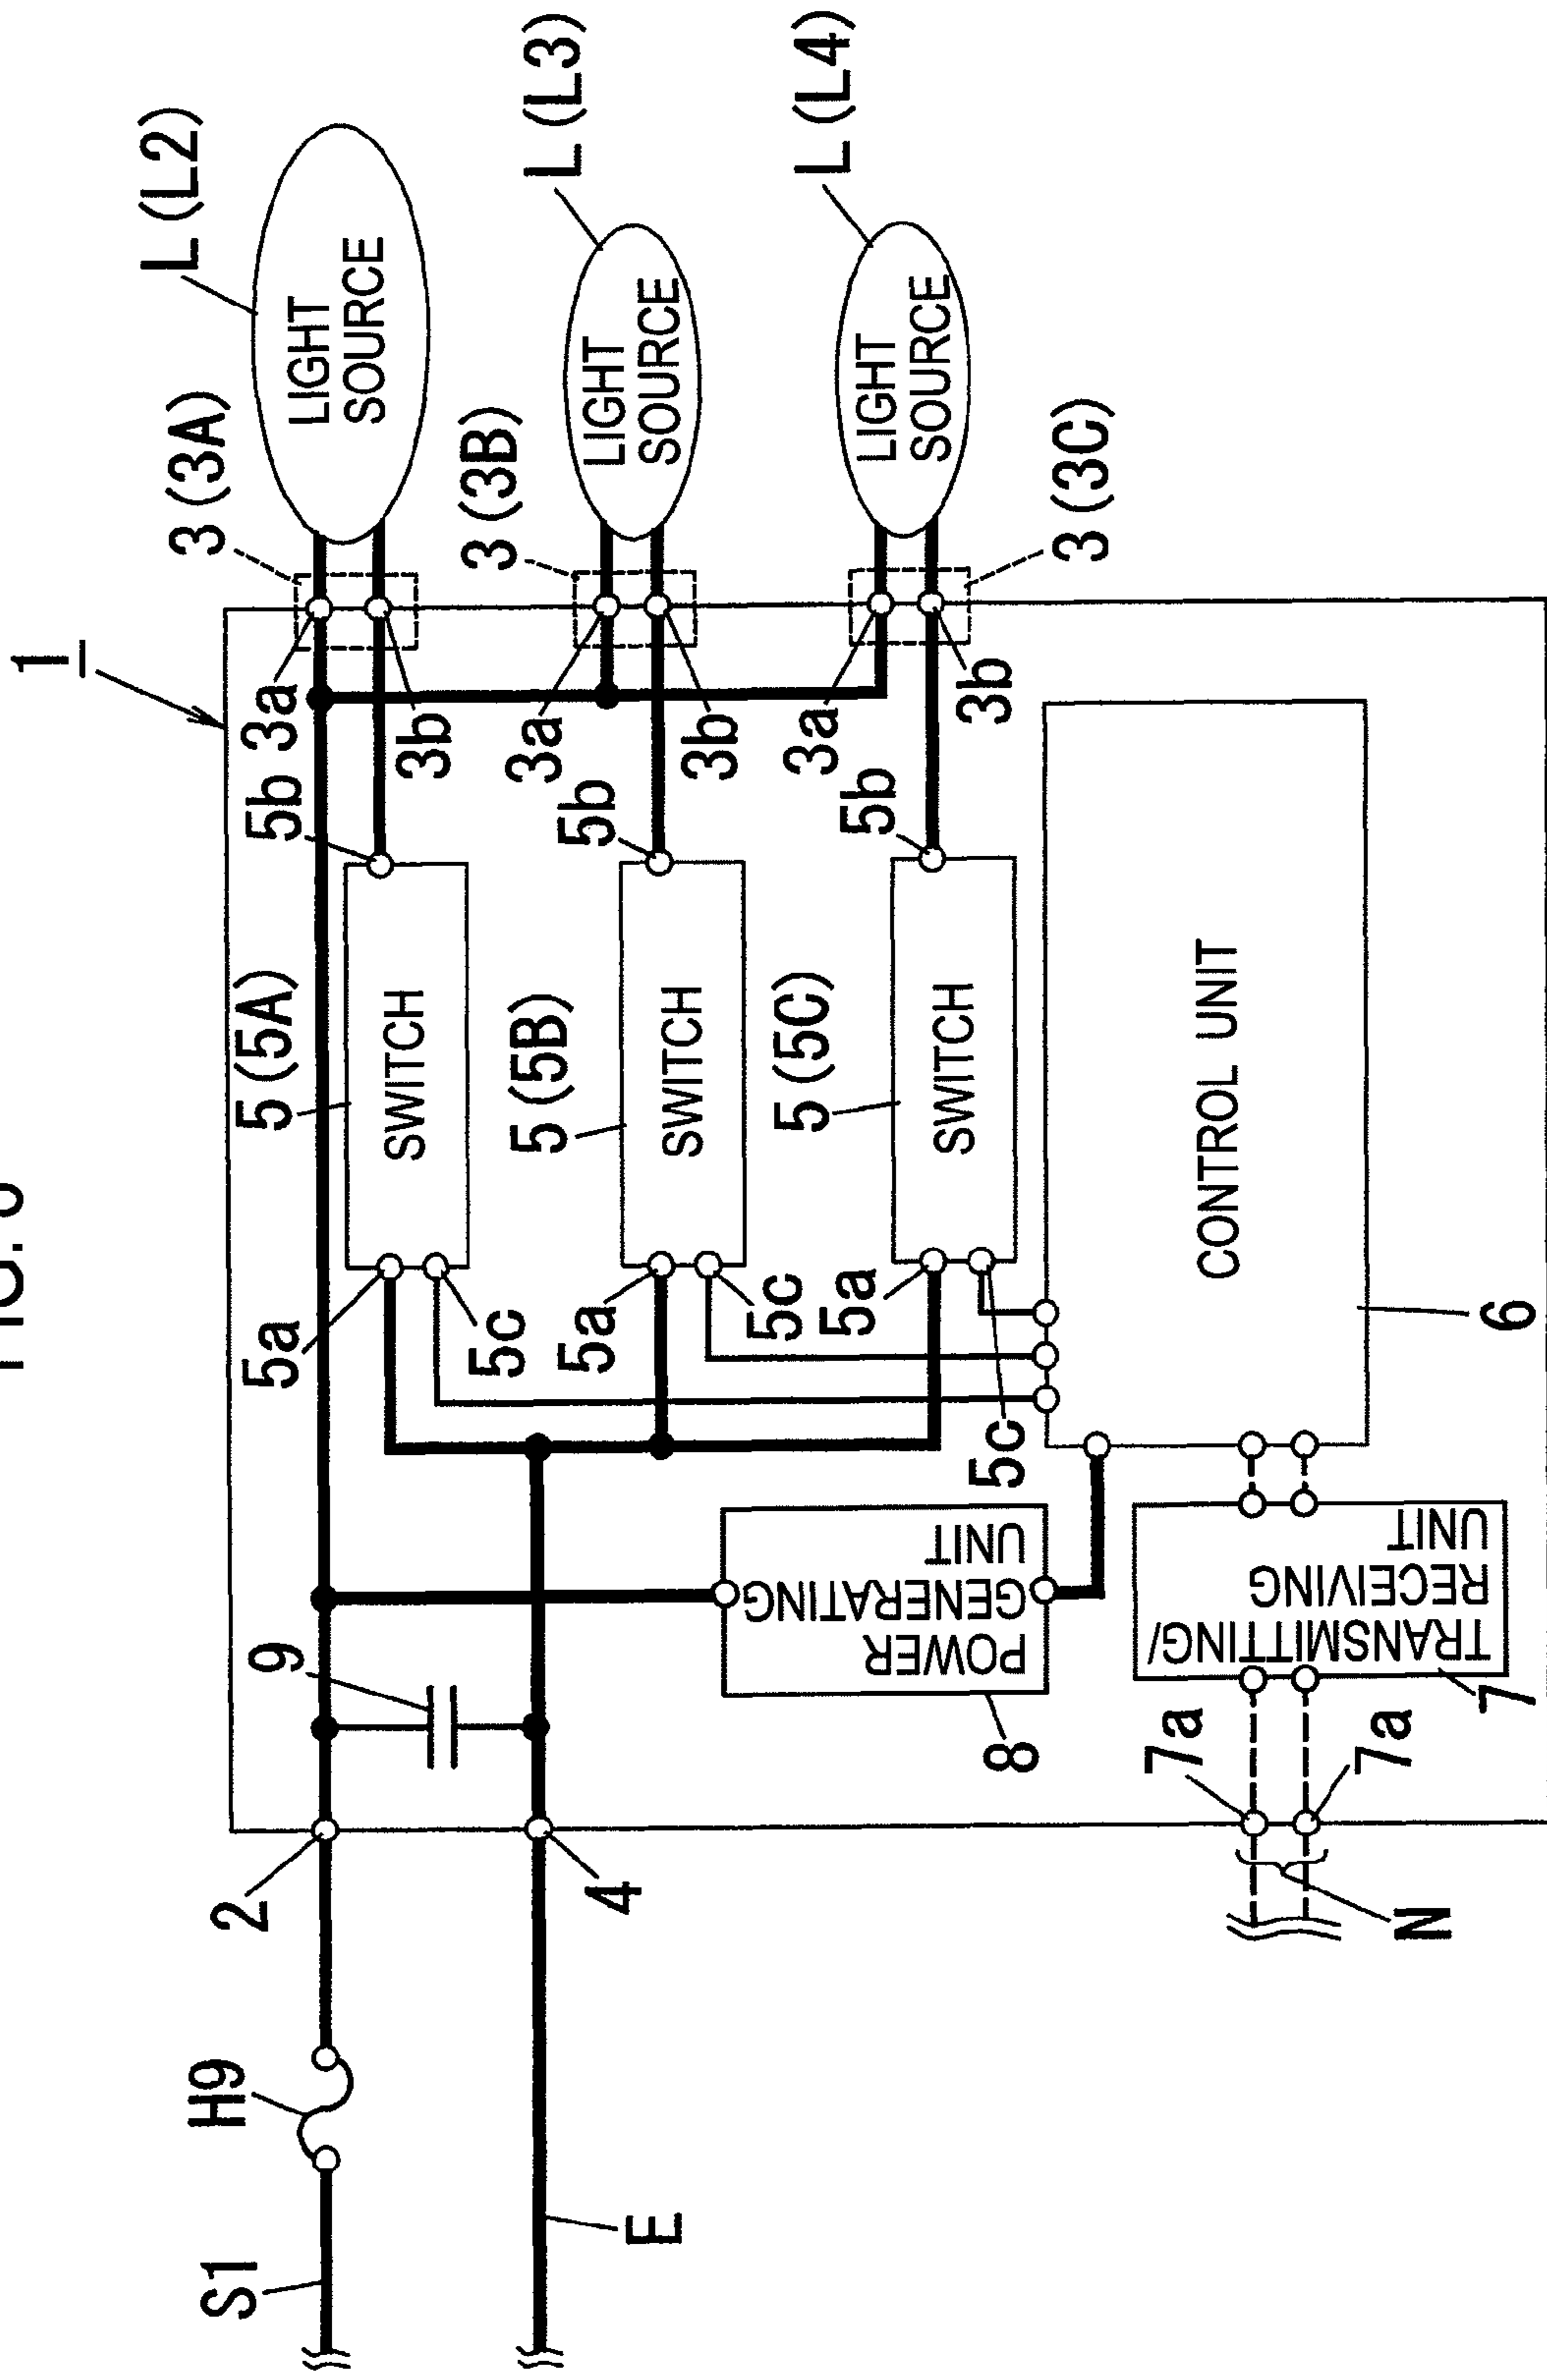 FIG.
1
S1
H9
2
9
5a
5 (5A)
5b
3a
3 (3A)
L (L2)
LIGHT
SOURCE
SWITCH
5c
3b
E
4
5a
5 (5B)
5b
3a
3 (3B)
L (L3)
LIGHT
SOURCE
SWITCH
5c
3b
8
POWER
GENERATING
UNIT
5a
5 (5C)
5b
3a
L (L4)
LIGHT
SOURCE
SWITCH
5c
3b
3 (3C)
N
7a
7a
7
TRANSMITTING/
RECEIVING
UNIT
CONTROL UNIT
6